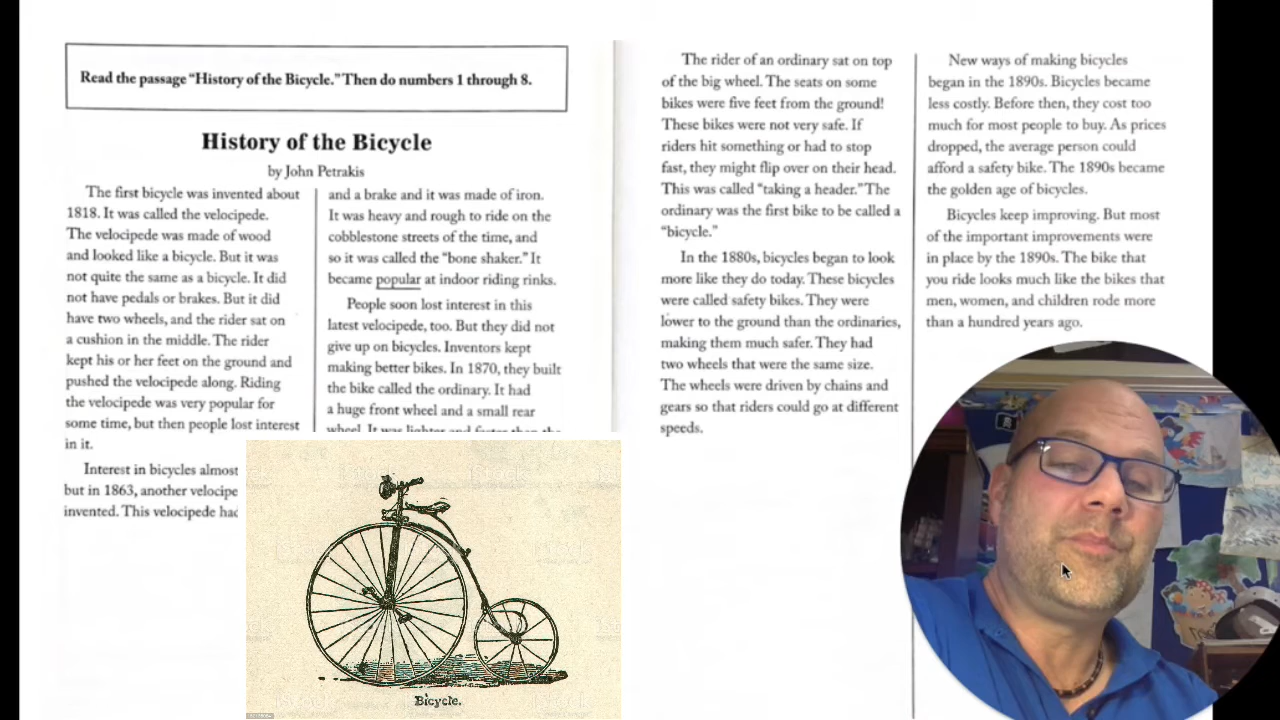 Read the passage “History of the Bicycle.” Then do numbers 1 through 8.
History of the Bicycle
by John Petrakis
The first bicycle was invented about
1818. It was called the velocipede.
The velocipede was made of wood
and looked like a bicycle. But it was
not quite the same as a bicycle. It did
not have pedals or brakes. But it did
have two wheels, and the rider sat on
a cushion in the middle. The rider
kept his or her feet on the ground and
pushed the velocipede along. Riding
the velocipede was very popular for
some time, but then people lost interest
in it.
Interest in bicycles almost
but in 1863, another velocipe
invented. This velocipede had
and a brake and it was made of iron.
It was heavy and rough to ride on the
cobblestone streets of the time, and
so it was called the “bone shaker.” It
became popular at indoor riding rinks.
People soon lost interest in this
latest velocipede, too. But they did not
give up on bicycles. Inventors kept
making better bikes. In 1870, they built
the bike called the ordinary. It had
a huge front wheel and a small rear
wheel. It was lighter and faster than the
Bicycle.
The rider of an ordinary sat on top
of the big wheel. The seats on some
bikes were five feet from the ground!
These bikes were not very safe. If
riders hit something or had to stop
fast, they might flip over on their head.
This was called “taking a header.” The
ordinary was the first bike to be called a
“bicycle.”
In the 1880s, bicycles began to look
more like they do today. These bicycles
were called safety bikes. They were
lower to the ground than the ordinaries,
making them much safer. They had
two wheels that were the same size.
The wheels were driven by chains and
gears so that riders could go at different
speeds.
New ways of making bicycles
began in the 1890s. Bicycles became
less costly. Before then, they cost too
much for most people to buy. As prices
dropped, the average person could
afford a safety bike. The 1890s became
the golden age of bicycles.
Bicycles keep improving. But most
of the important improvements were
in place by the 1890s. The bike that
you ride looks much like the bikes that
men, women, and children rode more
than a hundred years ago.